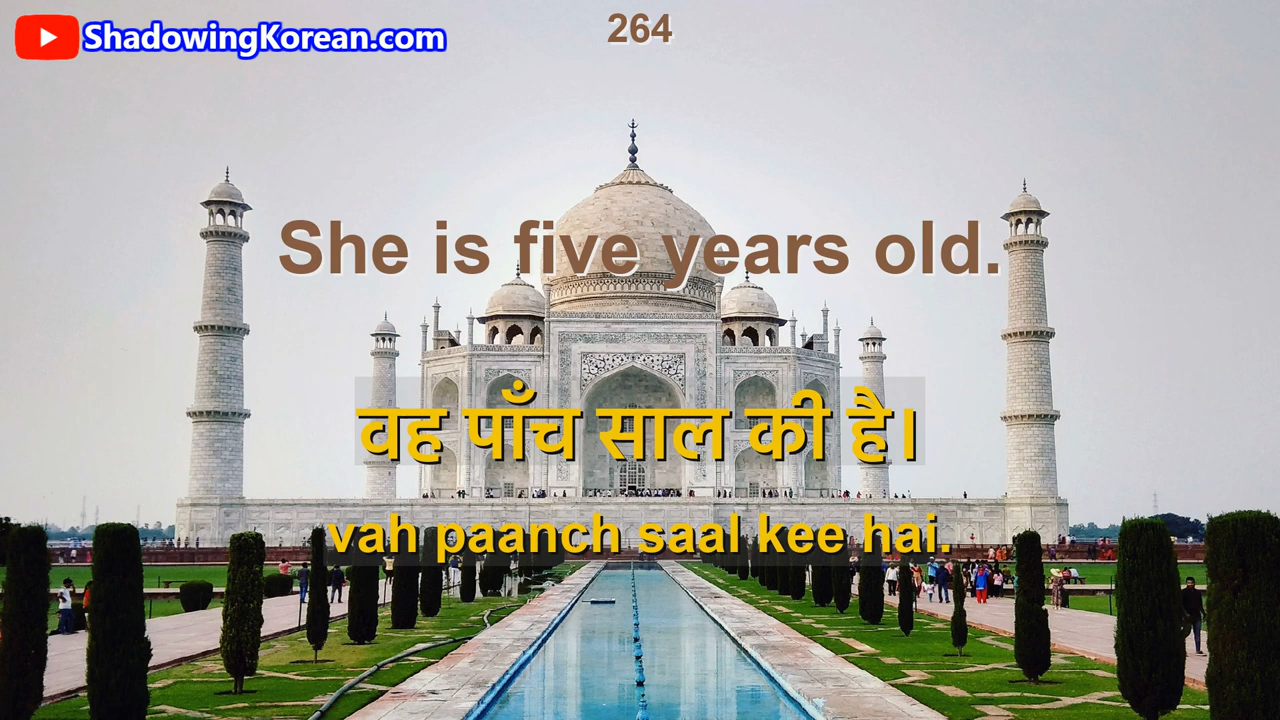 ShadowingKorean.com
264
She is five years old.
वह पाँच साल की है।
vah paanch saal kee hai.